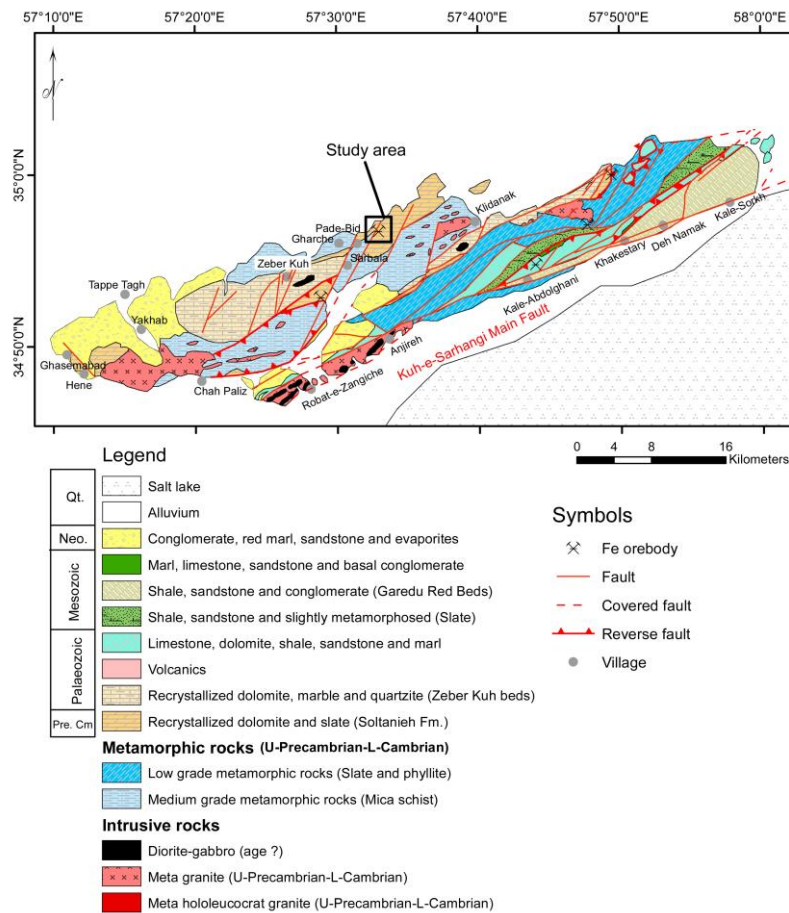 57°10'0"E
57°20'0"E
57°30'0"E
57°40'0"E
57°50'0"E
58°0'0"E
N
Study area
35°0'0"N
34°50'0"N
Klidanak
Pade-Bid
Gharche
Sarbala
Zeber Kuh
Tappe Tagh
Yakhab
Ghasemabad
Hene
Chah Paliz
Robat-e-Zangiche
Anjireh
Kale-Abdolghani
Khakestary
Deh Namak
Kale-Sorkh
Kuh-e-Sarhangi Main Fault
0 4 8 16
Kilometers
Legend
Qt.
Salt lake
Alluvium
Neo.
Conglomerate, red marl, sandstone and evaporites
Mesozoic
Marl, limestone, sandstone and basal conglomerate
Shale, sandstone and conglomerate (Garedu Red Beds)
Shale, sandstone and slightly metamorphosed (Slate)
Palaeozoic
Limestone, dolomite, shale, sandstone and marl
Volcanics
Recrystallized dolomite, marble and quartzite (Zeber Kuh beds)
Pre. Cm
Recrystallized dolomite and slate (Soltanieh Fm.)
Metamorphic rocks (U-Precambrian-L-Cambrian)
Low grade metamorphic rocks (Slate and phyllite)
Medium grade metamorphic rocks (Mica schist)
Intrusive rocks
Diorite-gabbro (age ?)
Meta granite (U-Precambrian-L-Cambrian)
Meta hololeucocrat granite (U-Precambrian-L-Cambrian)
Symbols
Fe orebody
Fault
Covered fault
Reverse fault
Village